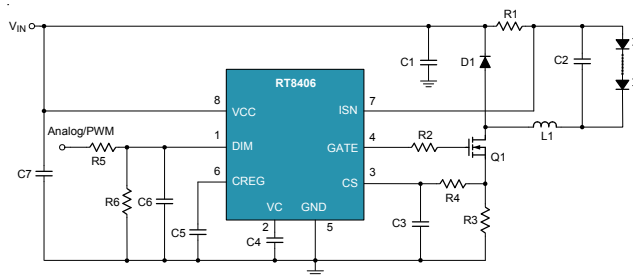 R1
VIN
C1
D1
C2
RT8406
8
VCC
ISN
7
Analog/PWM
1
DIM
GATE
4
R2
L1
Q1
R5
C7
6
CREG
CS
3
R4
R6
C6
R3
VC
GND
C3
C5
2
C4
5